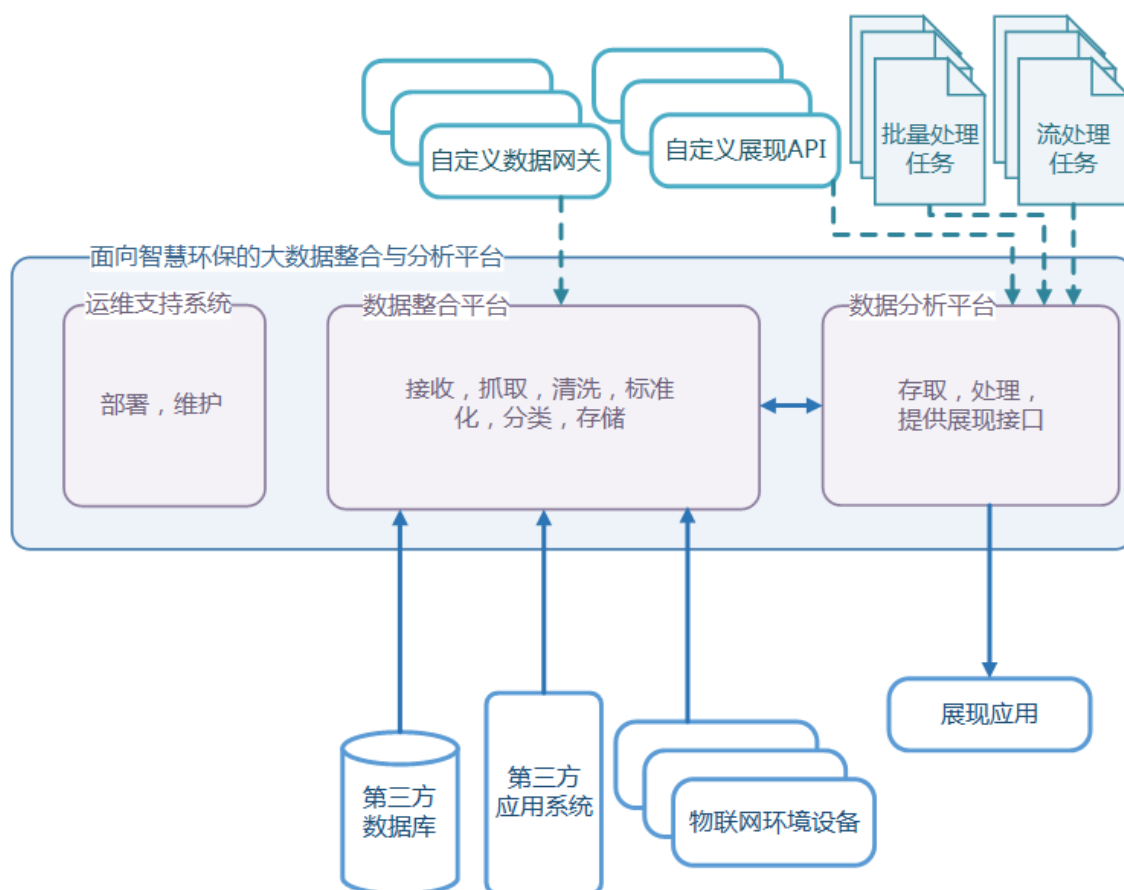 自定义数据网关
自定义展现API
批量处理
任务
流处理
任务
面向智慧环保的大数据整合与分析平台
运维支持系统
部署，维护
数据整合平台
接收，抓取，清洗，标准
化，分类，存储
数据分析平台
存取，处理，
提供展现接口
第三方
数据库
第三方
应用系统
物联网环境设备
展现应用